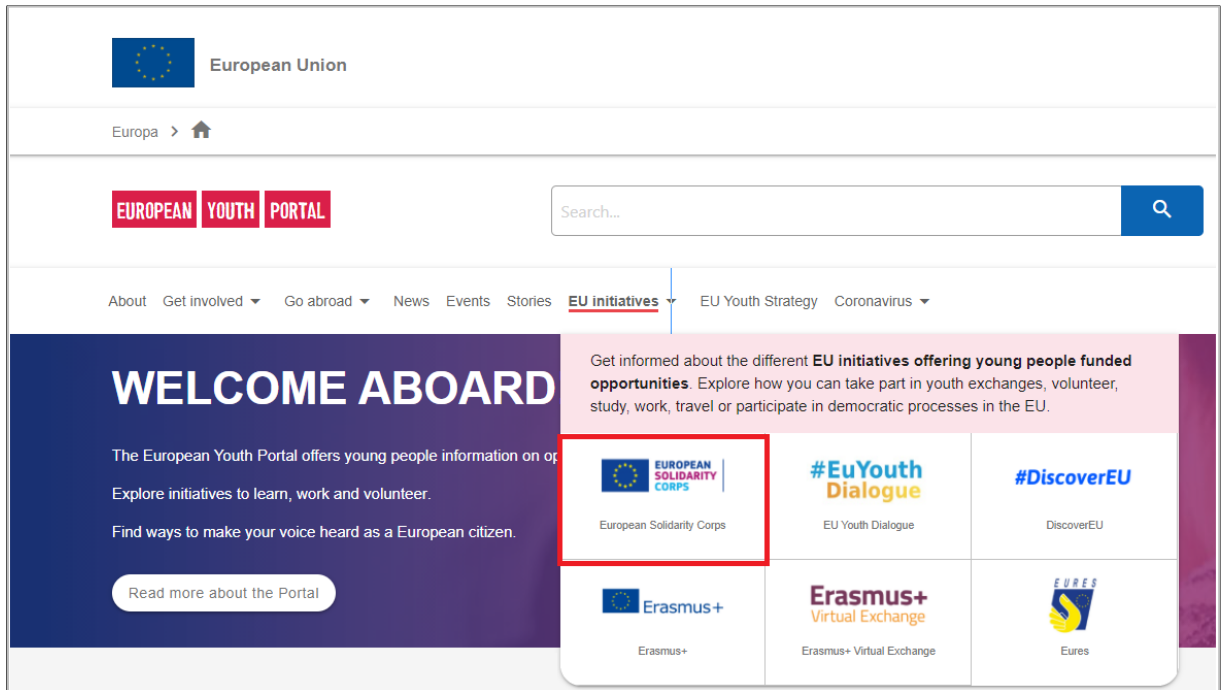 European Union
Europa >
EUROPEAN YOUTH PORTAL
Search...
About Get involved Go abroad News Events Stories EU initiatives EU Youth Strategy Coronavirus
WELCOME ABOARD
The European Youth Portal offers young people information on op
Explore initiatives to learn, work and volunteer.
Find ways to make your voice heard as a European citizen.
Read more about the Portal
Get informed about the different EU initiatives offering young people funded
opportunities. Explore how you can take part in youth exchanges, volunteer,
study, work, travel or participate in democratic processes in the EU.
EUROPEAN
SOLIDARITY
CORPS
European Solidarity Corps
#EuYouth
Dialogue
EU Youth Dialogue
#DiscoverEU
DiscoverEU
Erasmus+
Erasmus+
Erasmus+
Virtual Exchange
Erasmus+ Virtual Exchange
EURES
Eures